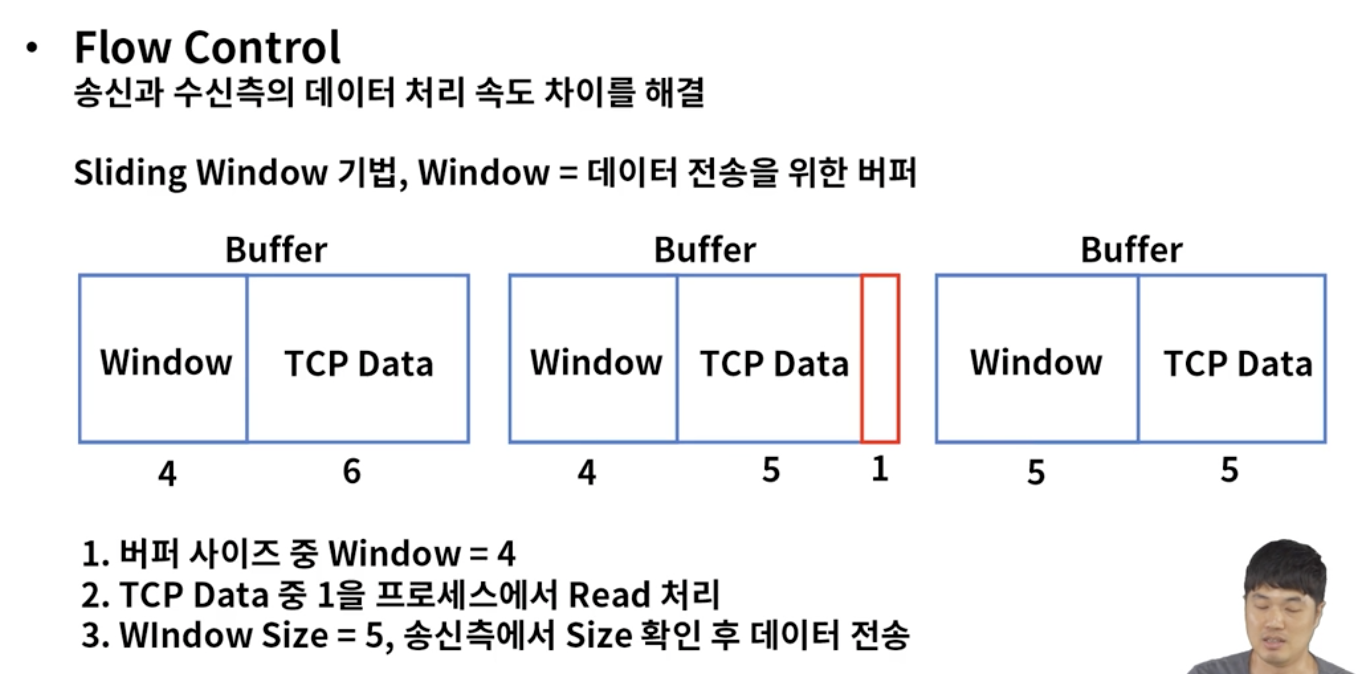 • Flow Control
송신과 수신측의 데이터 처리 속도 차이를 해결
Sliding Window 기법, Window = 데이터 전송을 위한 버퍼
Buffer
Window
TCP Data
4
6
Buffer
Window
TCP Data
4
5
1
Buffer
Window
TCP Data
5
5
1. 버퍼 사이즈 중 Window = 4
2. TCP Data 중 1을 프로세스에서 Read 처리
3. WIndow Size = 5, 송신측에서 Size 확인 후 데이터 전송